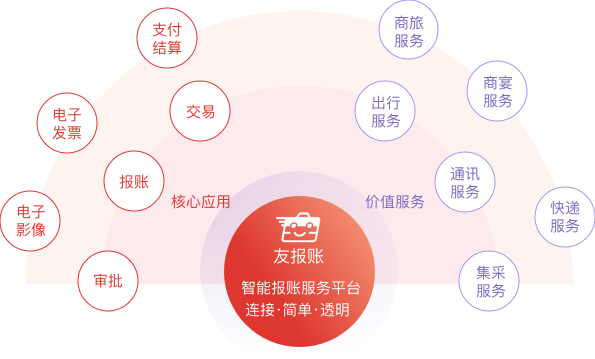 支付
结算
商旅
服务
商宴
服务
电子
发票
交易
出行
服务
报账
通讯
服务
电子
影像
核心应用
价值服务
快递
服务
友报账
审批
集采
服务
智能报账服务平台
连接·简单·透明